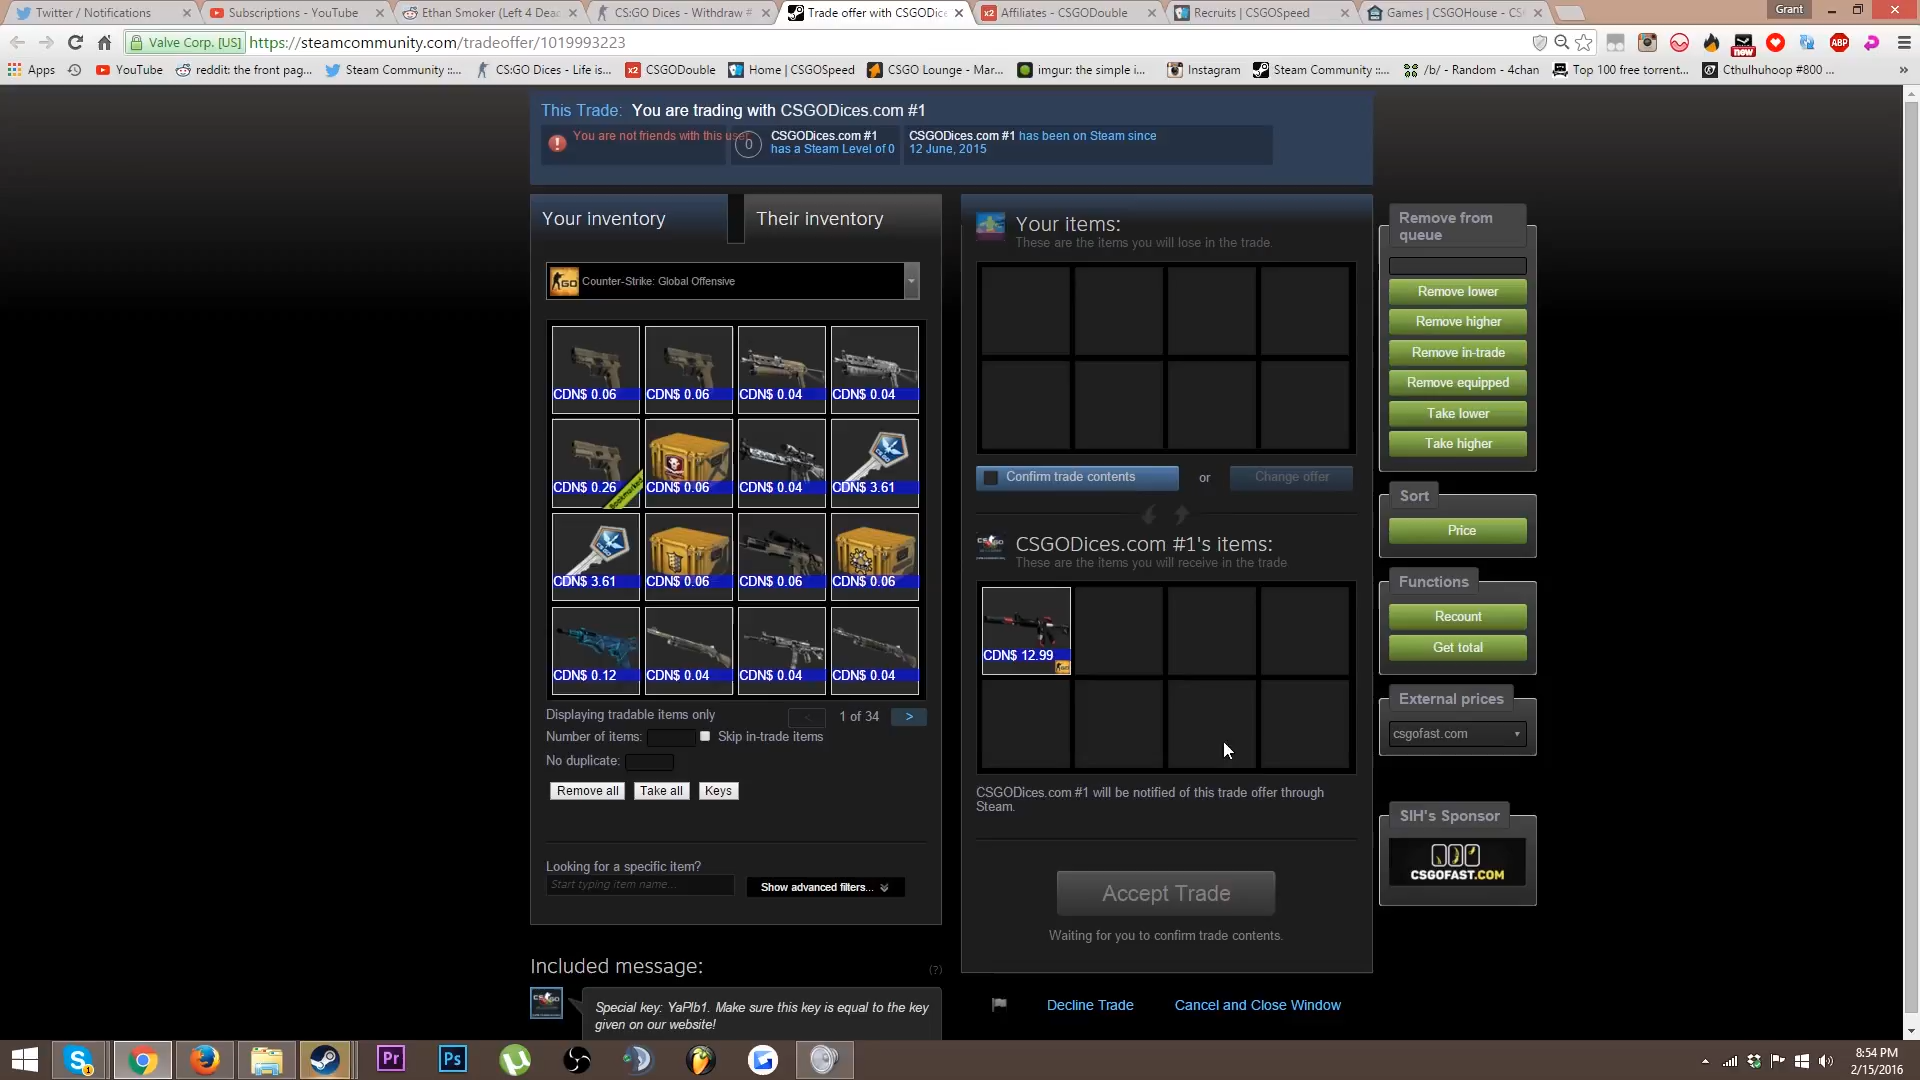 Twitter / Notifications
Subscriptions - YouTube
Ethan Smoker (Left 4 Dead
CS:GO Dices - Withdraw #
Trade offer with CSGODice
Affiliates - CSGODouble
Recruits | CSGOSpeed
Games | CSGOHouse - CS
Grant
Valve Corp. [US]
https://steamcommunity.com/tradeoffer/1019993223
new
ABP
Apps
YouTube
reddit: the front pag...
Steam Community ::...
CS:GO Dices - Life is...
x2
CSGODouble
Home | CSGOSpeed
CSGO Lounge - Mar...
imgur: the simple i...
Instagram
Steam Community ::...
/b/ - Random - 4chan
Top 100 free torrent...
Cthulhuhoop #800 ...
»
This Trade: You are trading with CSGODices.com #1
You are not friends with this user
0
CSGODices.com #1
has a Steam Level of 0
CSGODices.com #1 has been on Steam since
12 June, 2015
Your inventory
Their inventory
Counter-Strike: Global Offensive
CDN$ 0.06
CDN$ 0.06
CDN$ 0.04
CDN$ 0.04
CDN$ 0.26
CDN$ 0.06
CDN$ 0.04
CDN$ 3.61
CDN$ 3.61
CDN$ 0.06
CDN$ 0.06
CDN$ 0.06
CDN$ 0.12
CDN$ 0.04
CDN$ 0.04
CDN$ 0.04
Displaying tradable items only
<
1 of 34
>
Number of items:
Skip in-trade items
No duplicate:
Remove all
Take all
Keys
Looking for a specific item?
Start typing item name...
Show advanced filters...
Included message:
(?)
Special key: YaPlb1. Make sure this key is equal to the key
given on our website!
Your items:
These are the items you will lose in the trade.
Confirm trade contents
or
Change offer
CSGODices.com #1's items:
These are the items you will receive in the trade
CDN$ 12.99
CSGODices.com #1 will be notified of this trade offer through
Steam.
Accept Trade
Waiting for you to confirm trade contents.
Decline Trade
Cancel and Close Window
Remove from
queue
Remove lower
Remove higher
Remove in-trade
Remove equipped
Take lower
Take higher
Sort
Price
Functions
Recount
Get total
External prices
csgofast.com
SIH's Sponsor
CSGOFAST.COM
Pr
Ps
8:54 PM
2/15/2016